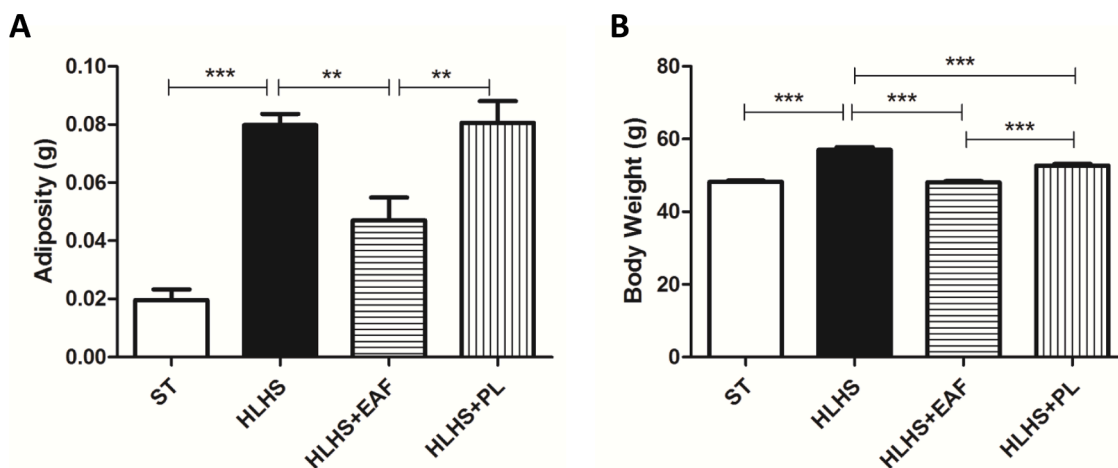 A
Adiposity (g)
0.10
0.08
0.06
0.04
0.02
0.00
***
**
**
ST
HLHS
HLHS+EAF
HLHS+PL
B
Body Weight (g)
80
60
40
20
0
***
***
***
***
ST
HLHS
HLHS+EAF
HLHS+PL